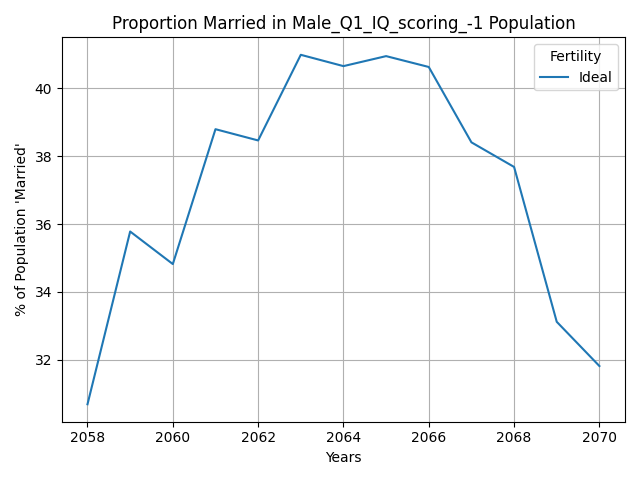 Proportion Married in Male_Q1_IQ_scoring_-1 Population
Fertility
Ideal
% of Population 'Married'
40
38
36
34
32
2058
2060
2062
2064
2066
2068
2070
Years